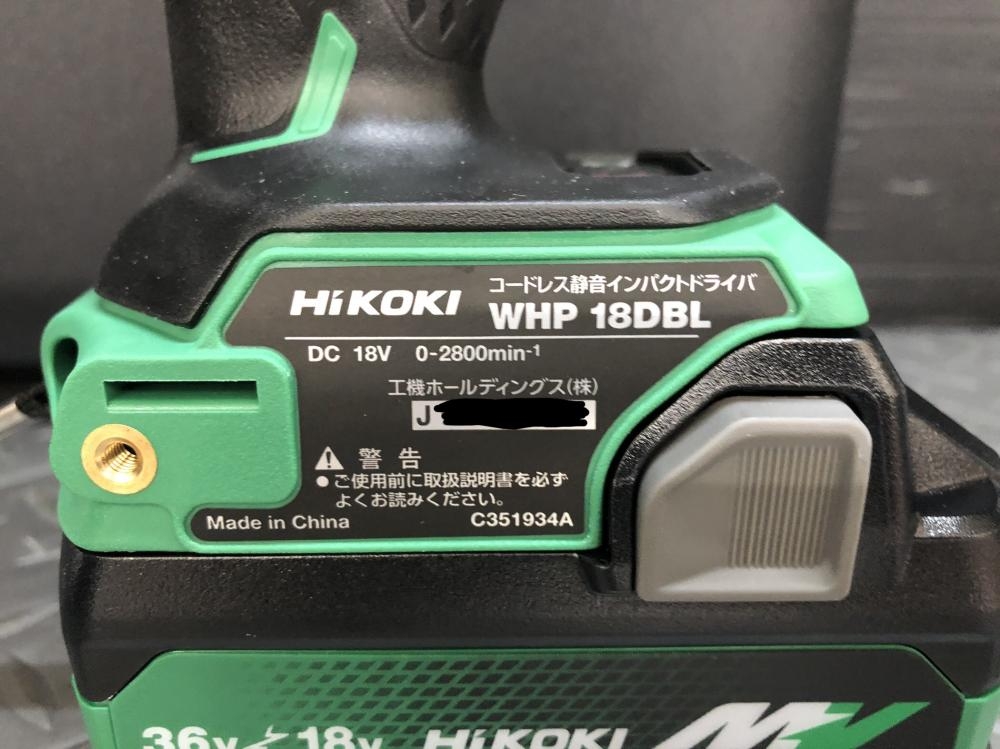 HiKOKI コードレス静音インパクトドライバ
WHP 18DBL
DC 18V 0-2800min-1
工機ホールディングス(株)
J
⚠ 警告
●ご使用前に取扱説明書を必ず
よくお読みください。
Made in China C351934A
36v 18v HiKOKI MV